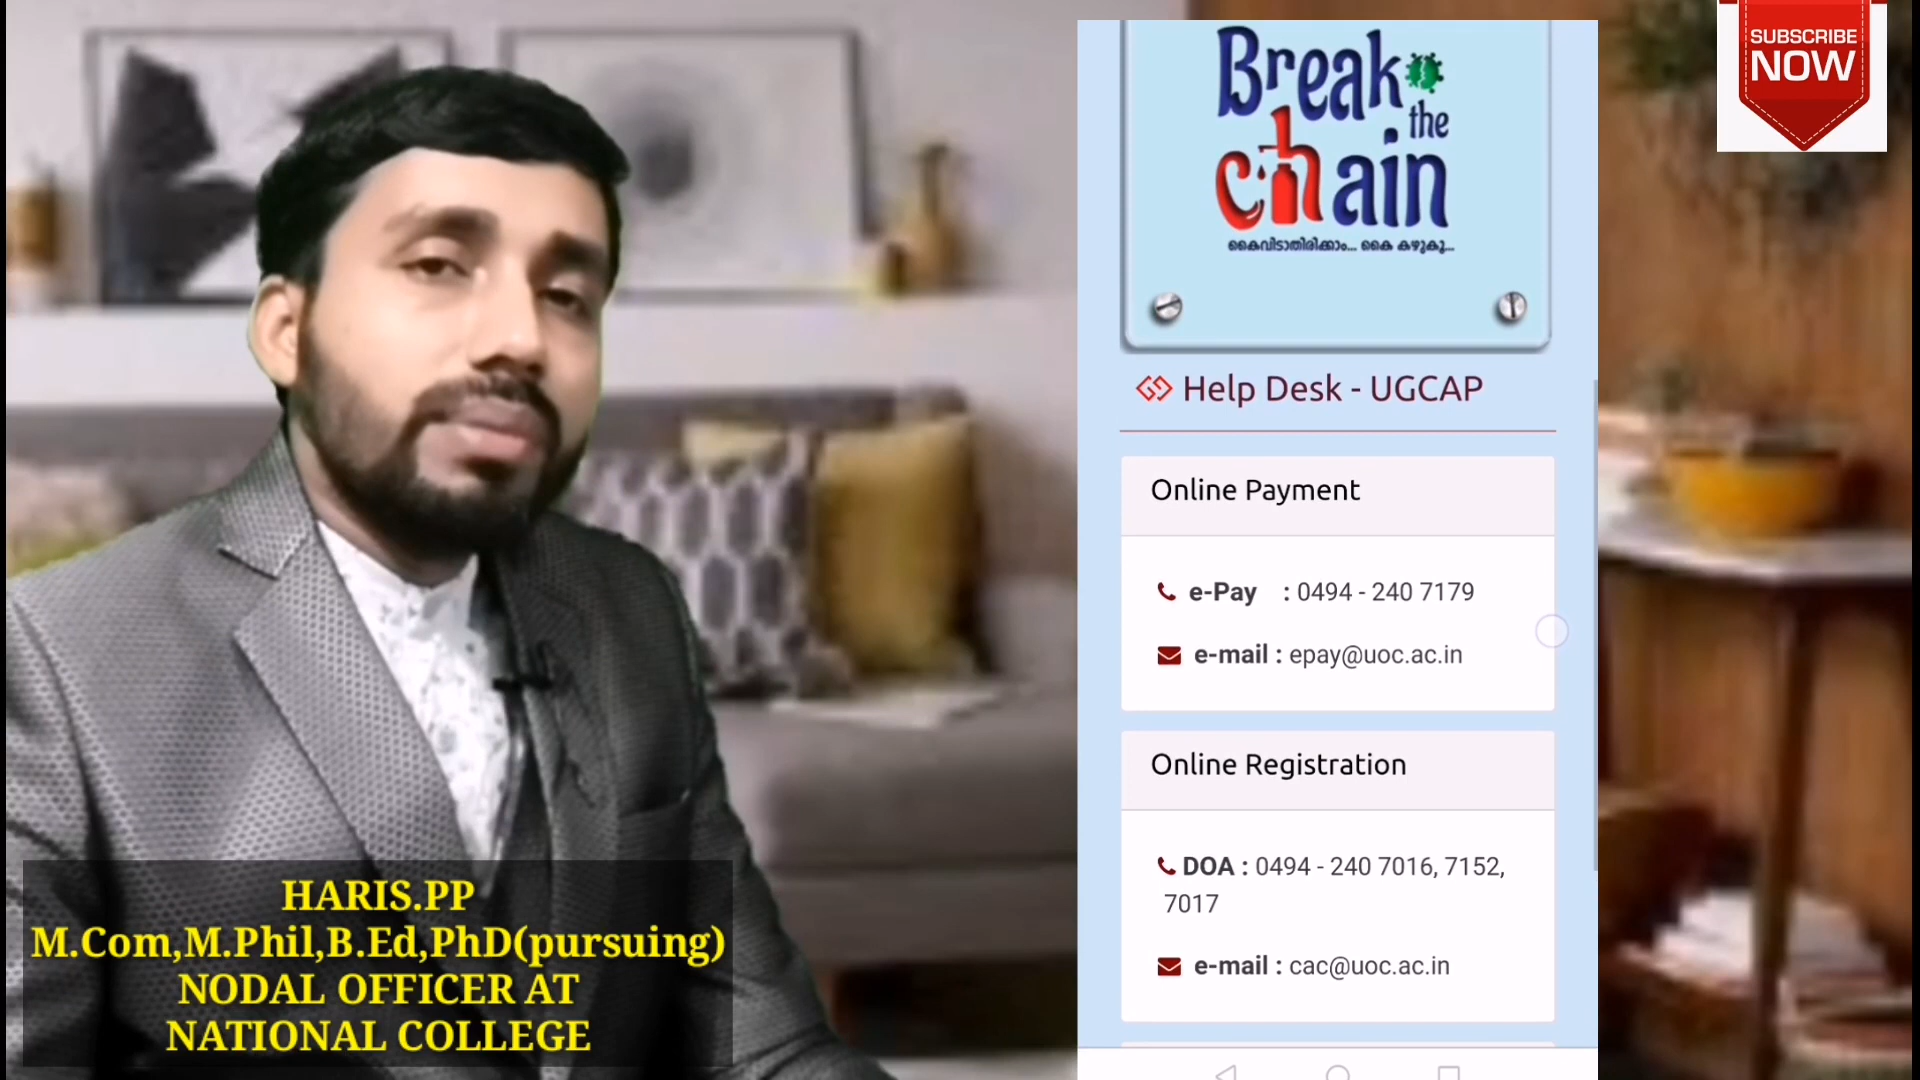 SUBSCRIBE
NOW
Break
the
chain
കൈവിടാതിരിക്കാം... കൈ കഴുകൂ...
Help Desk - UGCAP
Online Payment
e-Pay : 0494 - 240 7179
e-mail : epay@uoc.ac.in
Online Registration
DOA : 0494 - 240 7016, 7152,
7017
e-mail : cac@uoc.ac.in
HARIS.PP
M.Com,M.Phil,B.Ed,PhD(pursuing)
NODAL OFFICER AT
NATIONAL COLLEGE